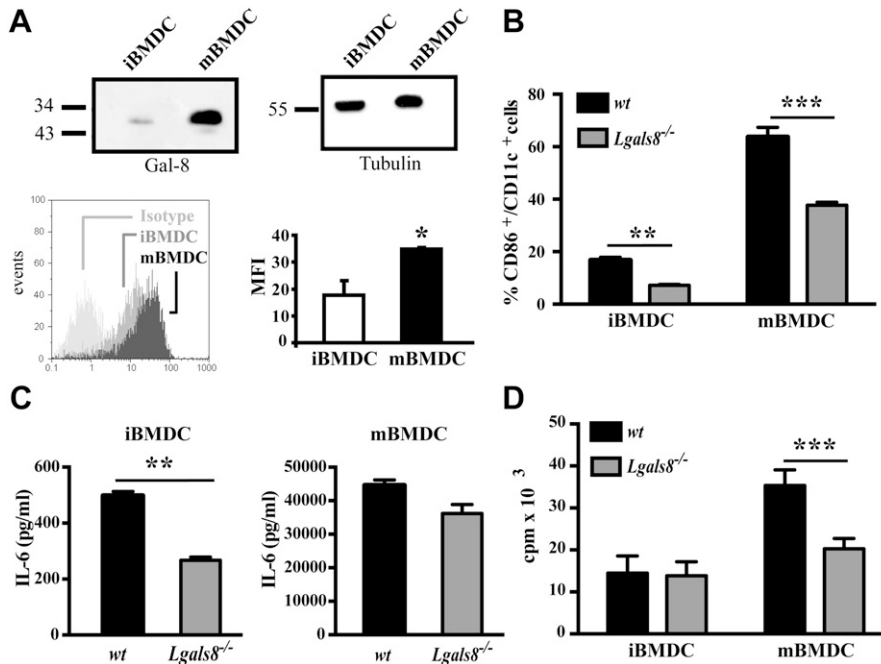 A
iBMDC
mBMDC
34
43
Gal-8
iBMDC
mBMDC
55
Tubulin
events
100
80
60
40
20
0
0.1
1
10
100
1000
Isotype
iBMDC
mBMDC
MFI
40
30
20
10
0
*
iBMDC
mBMDC
B
% CD86 +/CD11c + cells
80
60
40
20
0
wt
Lgals8-/-
**
***
iBMDC
mBMDC
C
iBMDC
IL-6 (pg/ml)
600
400
200
0
**
wt
Lgals8-/-
mBMDC
IL-6 (pg/ml)
50000
40000
30000
20000
10000
0
wt
Lgals8-/-
D
cpm x 10 3
50
40
30
20
10
0
wt
Lgals8-/-
***
iBMDC
mBMDC